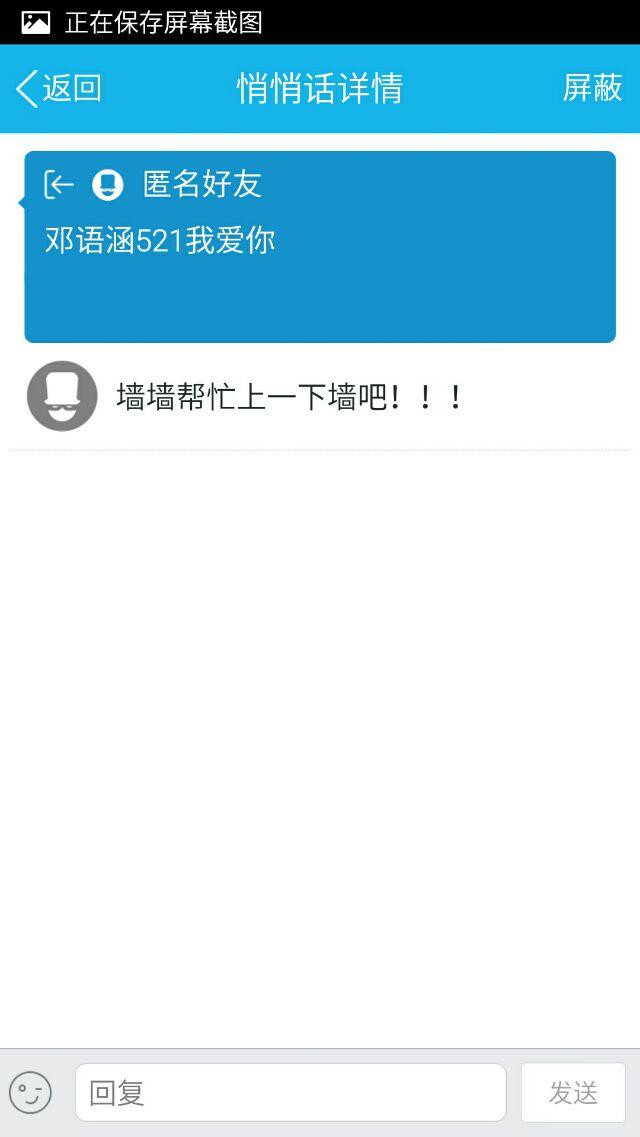 正在保存屏幕截图
返回
悄悄话详情
屏蔽
匿名好友
邓语涵521我爱你
墙墙帮忙上一下墙吧！！！
回复
发送